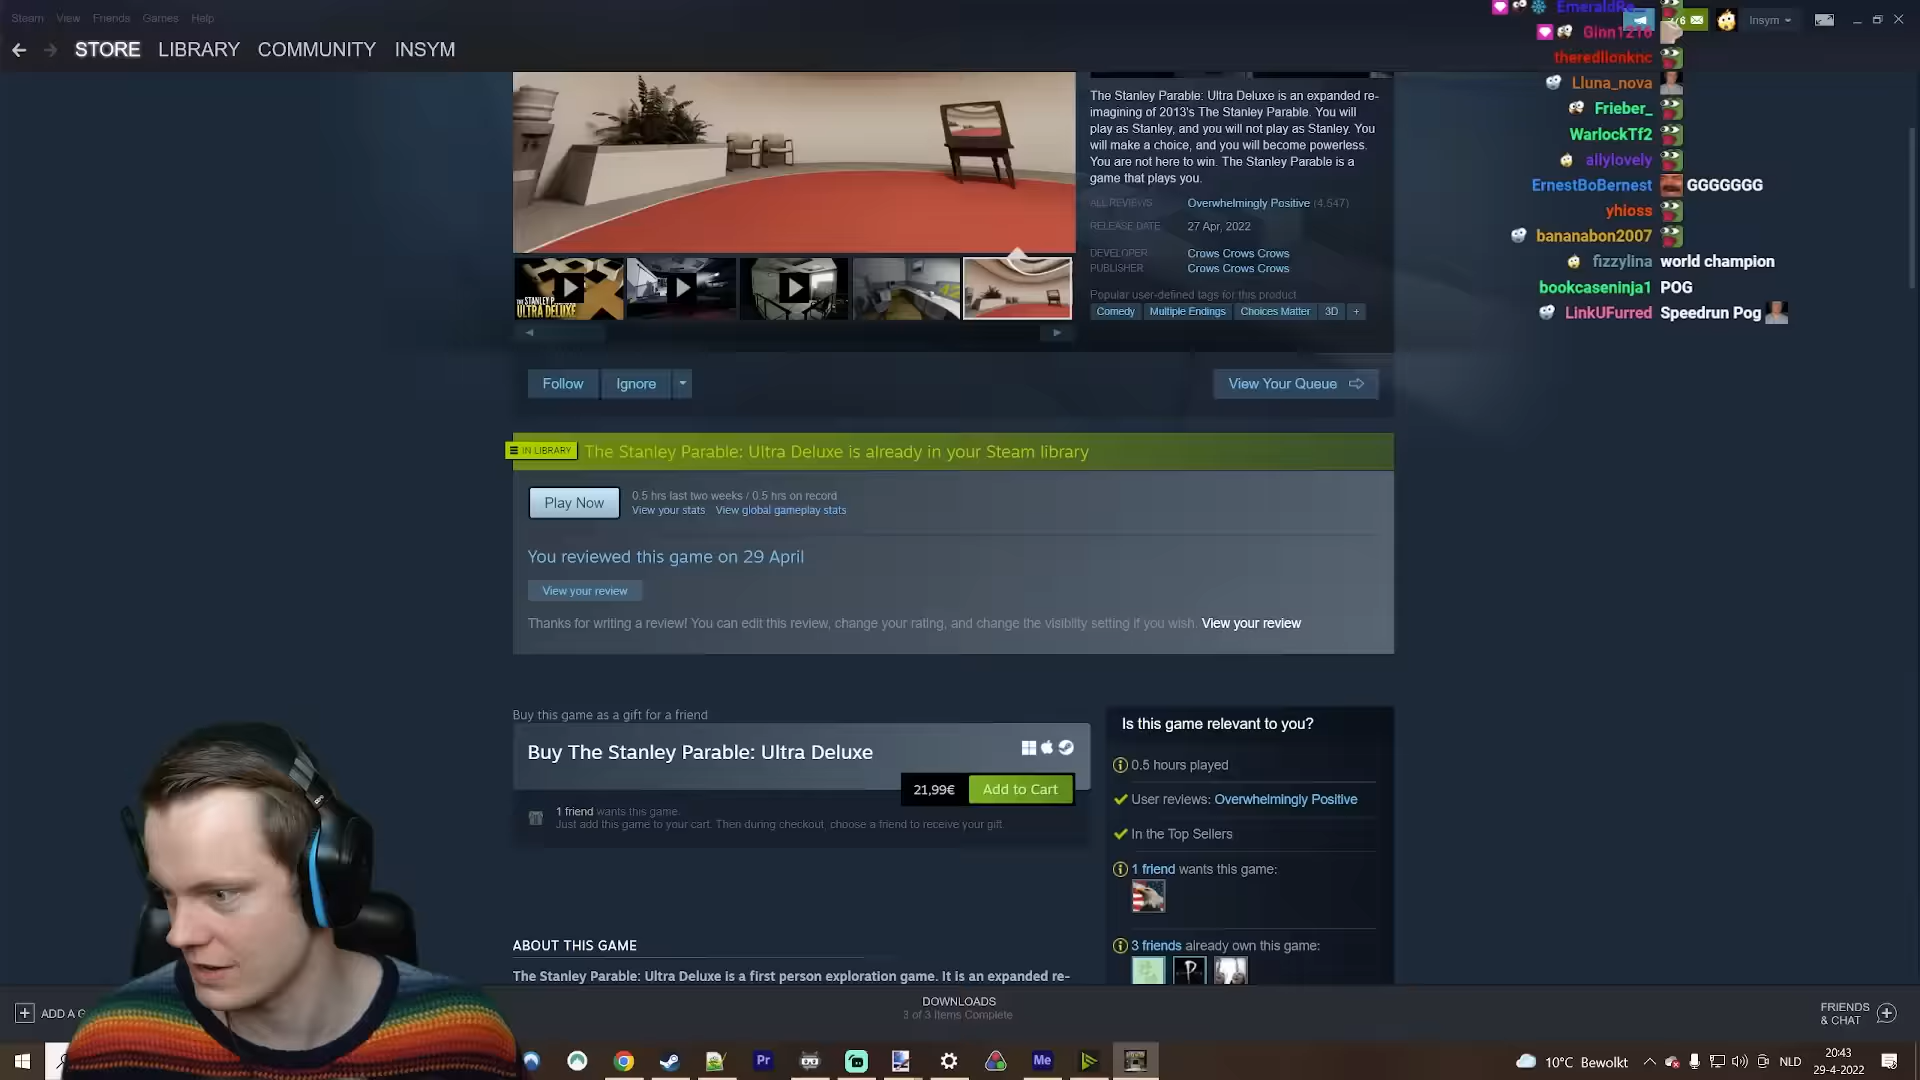 Steam View Friends Games Help
STORE LIBRARY COMMUNITY INSYM
Insym
The Stanley Parable: Ultra Deluxe is an expanded re-
imagining of 2013's The Stanley Parable. You will
play as Stanley, and you will not play as Stanley. You
will make a choice, and you will become powerless.
You are not here to win. The Stanley Parable is a
game that plays you.
ALL REVIEWS Overwhelmingly Positive (4,547)
RELEASE DATE 27 Apr, 2022
DEVELOPER Crows Crows Crows
PUBLISHER Crows Crows Crows
Popular user-defined tags for this product
Comedy Multiple Endings Choices Matter 3D +
ULTRA DELUXE
Follow Ignore View Your Queue
IN LIBRARY The Stanley Parable: Ultra Deluxe is already in your Steam library
Play Now
0.5 hrs last two weeks / 0.5 hrs on record
View your stats View global gameplay stats
You reviewed this game on 29 April
View your review
Thanks for writing a review! You can edit this review, change your rating, and change the visibilty setting if you wish. View your review
Buy this game as a gift for a friend
Buy The Stanley Parable: Ultra Deluxe
21,99€ Add to Cart
1 friend wants this game.
Just add this game to your cart. Then during checkout, choose a friend to receive your gift.
Is this game relevant to you?
0.5 hours played
User reviews: Overwhelmingly Positive
In the Top Sellers
1 friend wants this game:
3 friends already own this game:
ABOUT THIS GAME
The Stanley Parable: Ultra Deluxe is a first person exploration game. It is an expanded re-
Ginn1216
theredlionknc
Lluna_nova
Frieber_
WarlockTf2
allylovely
ErnestBoBernest GGGGGGG
yhioss
bananabon2007
fizzylina world champion
bookcaseninja1 POG
LinkUFurred Speedrun Pog
ADD A G
DOWNLOADS
3 of 3 Items Complete
FRIENDS
& CHAT
Pr
Me
10°C Bewolkt
NLD
20:43
29-4-2022